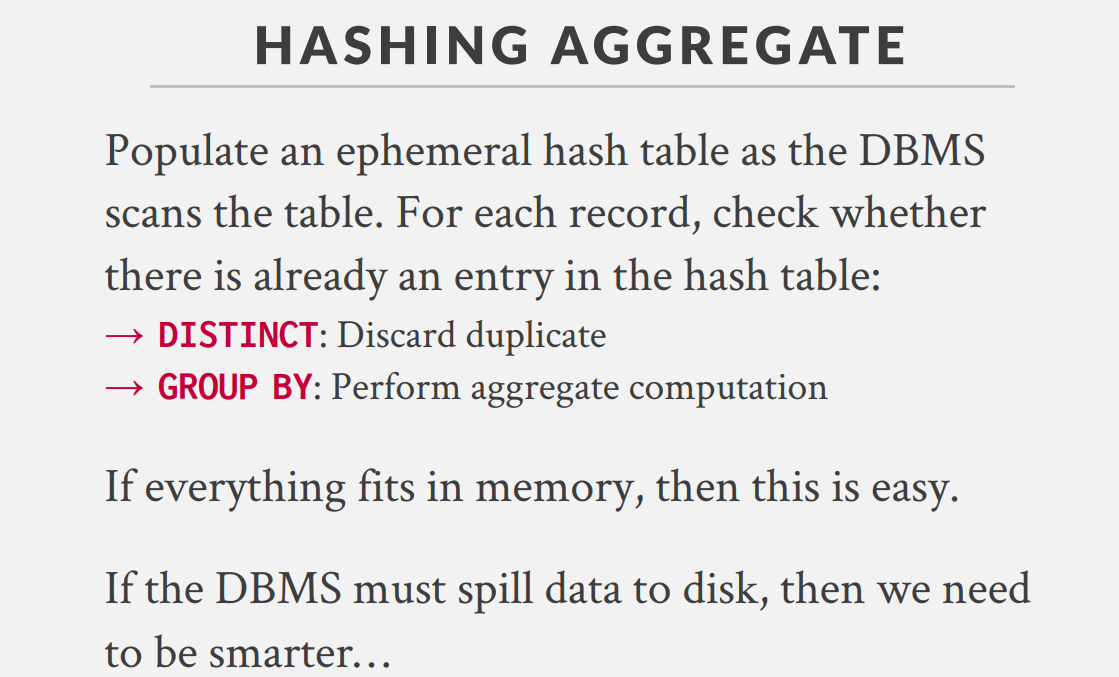 HASHING AGGREGATE
Populate an ephemeral hash table as the DBMS
scans the table. For each record, check whether
there is already an entry in the hash table:
→ DISTINCT: Discard duplicate
→ GROUP BY: Perform aggregate computation
If everything fits in memory, then this is easy.
If the DBMS must spill data to disk, then we need
to be smarter…